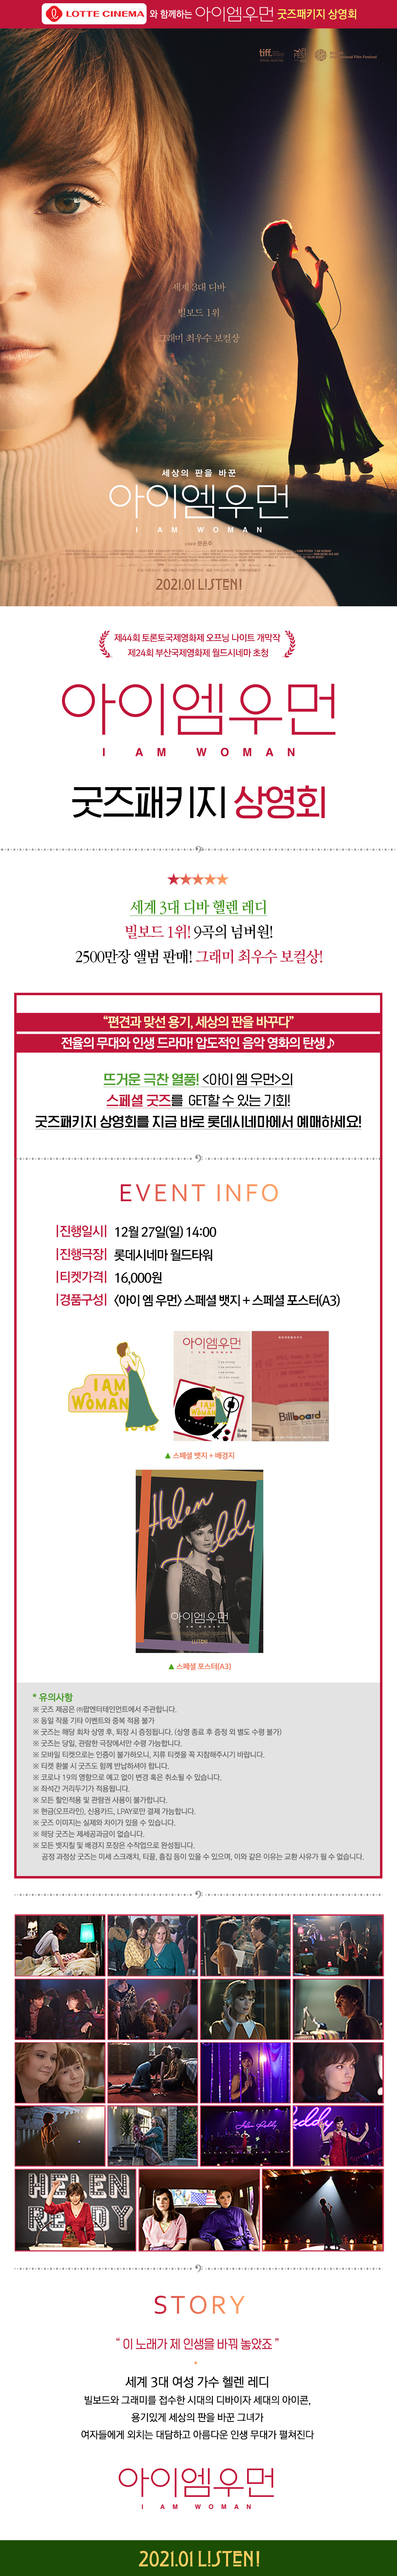 LOTTE CINEMA 와 함께하는 아이엠우먼 굿즈패키지 상영회
tiff
세계 3대 디바
빌보드 1위
그래미 최우수 보컬상
세상의 판을 바꾼
아이엠우먼
I AM WOMAN
2021.01 LISTEN!
제44회 토론토국제영화제 오프닝 나이트 개막작
제24회 부산국제영화제 월드시네마 초청
아이엠우먼
I AM WOMAN
굿즈패키지 상영회
★★★★★
세계 3대 디바 헬렌 레디
빌보드 1위! 9곡의 넘버원!
2500만장 앨범 판매! 그래미 최우수 보컬상!
“편견과 맞선 용기, 세상의 판을 바꾸다”
전율의 무대와 인생 드라마! 압도적인 음악 영화의 탄생♪
뜨거운 극찬 열풍! <아이 엠 우먼>의
스페셜 굿즈를 GET할 수 있는 기회!
굿즈패키지 상영회를 지금 바로 롯데시네마에서 예매하세요!
EVENT INFO
|진행일시| 12월 27일(일) 14:00
|진행극장| 롯데시네마 월드타워
|티켓가격| 16,000원
|경품구성| <아이 엠 우먼> 스페셜 뱃지 + 스페셜 포스터(A3)
I AM WOMAN
아이엠우먼
I AM WOMAN
I AM WOMAN
Billboard
▲ 스페셜 뱃지 + 배경지
Helen Reddy
아이엠우먼
I AM WOMAN
LISTEN!
▲ 스페셜 포스터(A3)
* 유의사항
※ 굿즈 제공은 ㈜팝엔터테인먼트에서 주관합니다.
※ 동일 작품 기타 이벤트와 중복 적용 불가
※ 굿즈는 해당 회차 상영 후, 퇴장 시 증정됩니다. (상영 종료 후 증정 외 별도 수령 불가)
※ 굿즈는 당일, 관람한 극장에서만 수령 가능합니다.
※ 모바일 티켓으로는 인증이 불가하오니, 지류 티켓을 꼭 지참해주시기 바랍니다.
※ 티켓 환불 시 굿즈도 함께 반납하셔야 합니다.
※ 코로나 19의 영향으로 예고 없이 변경 혹은 취소될 수 있습니다.
※ 좌석간 거리두기가 적용됩니다.
※ 모든 할인적용 및 관람권 사용이 불가합니다.
※ 현금(오프라인), 신용카드, LPAY로만 결제 가능합니다.
※ 굿즈 이미지는 실제와 차이가 있을 수 있습니다.
※ 해당 굿즈는 제세공과금이 없습니다.
※ 모든 뱃지칠 및 배경지 포장은 수작업으로 완성됩니다.
공정 과정상 굿즈는 미세 스크래치, 티끌, 흠집 등이 있을 수 있으며, 이와 같은 이유는 교환 사유가 될 수 없습니다.
Helen Reddy
HELEN REDDY
STORY
“ 이 노래가 제 인생을 바꿔 놓았죠 ”
세계 3대 여성 가수 헬렌 레디
빌보드와 그래미를 접수한 시대의 디바이자 세대의 아이콘,
용기있게 세상의 판을 바꾼 그녀가
여자들에게 외치는 대담하고 아름다운 인생 무대가 펼쳐진다
아이엠우먼
I AM WOMAN
2021.01 LISTEN!